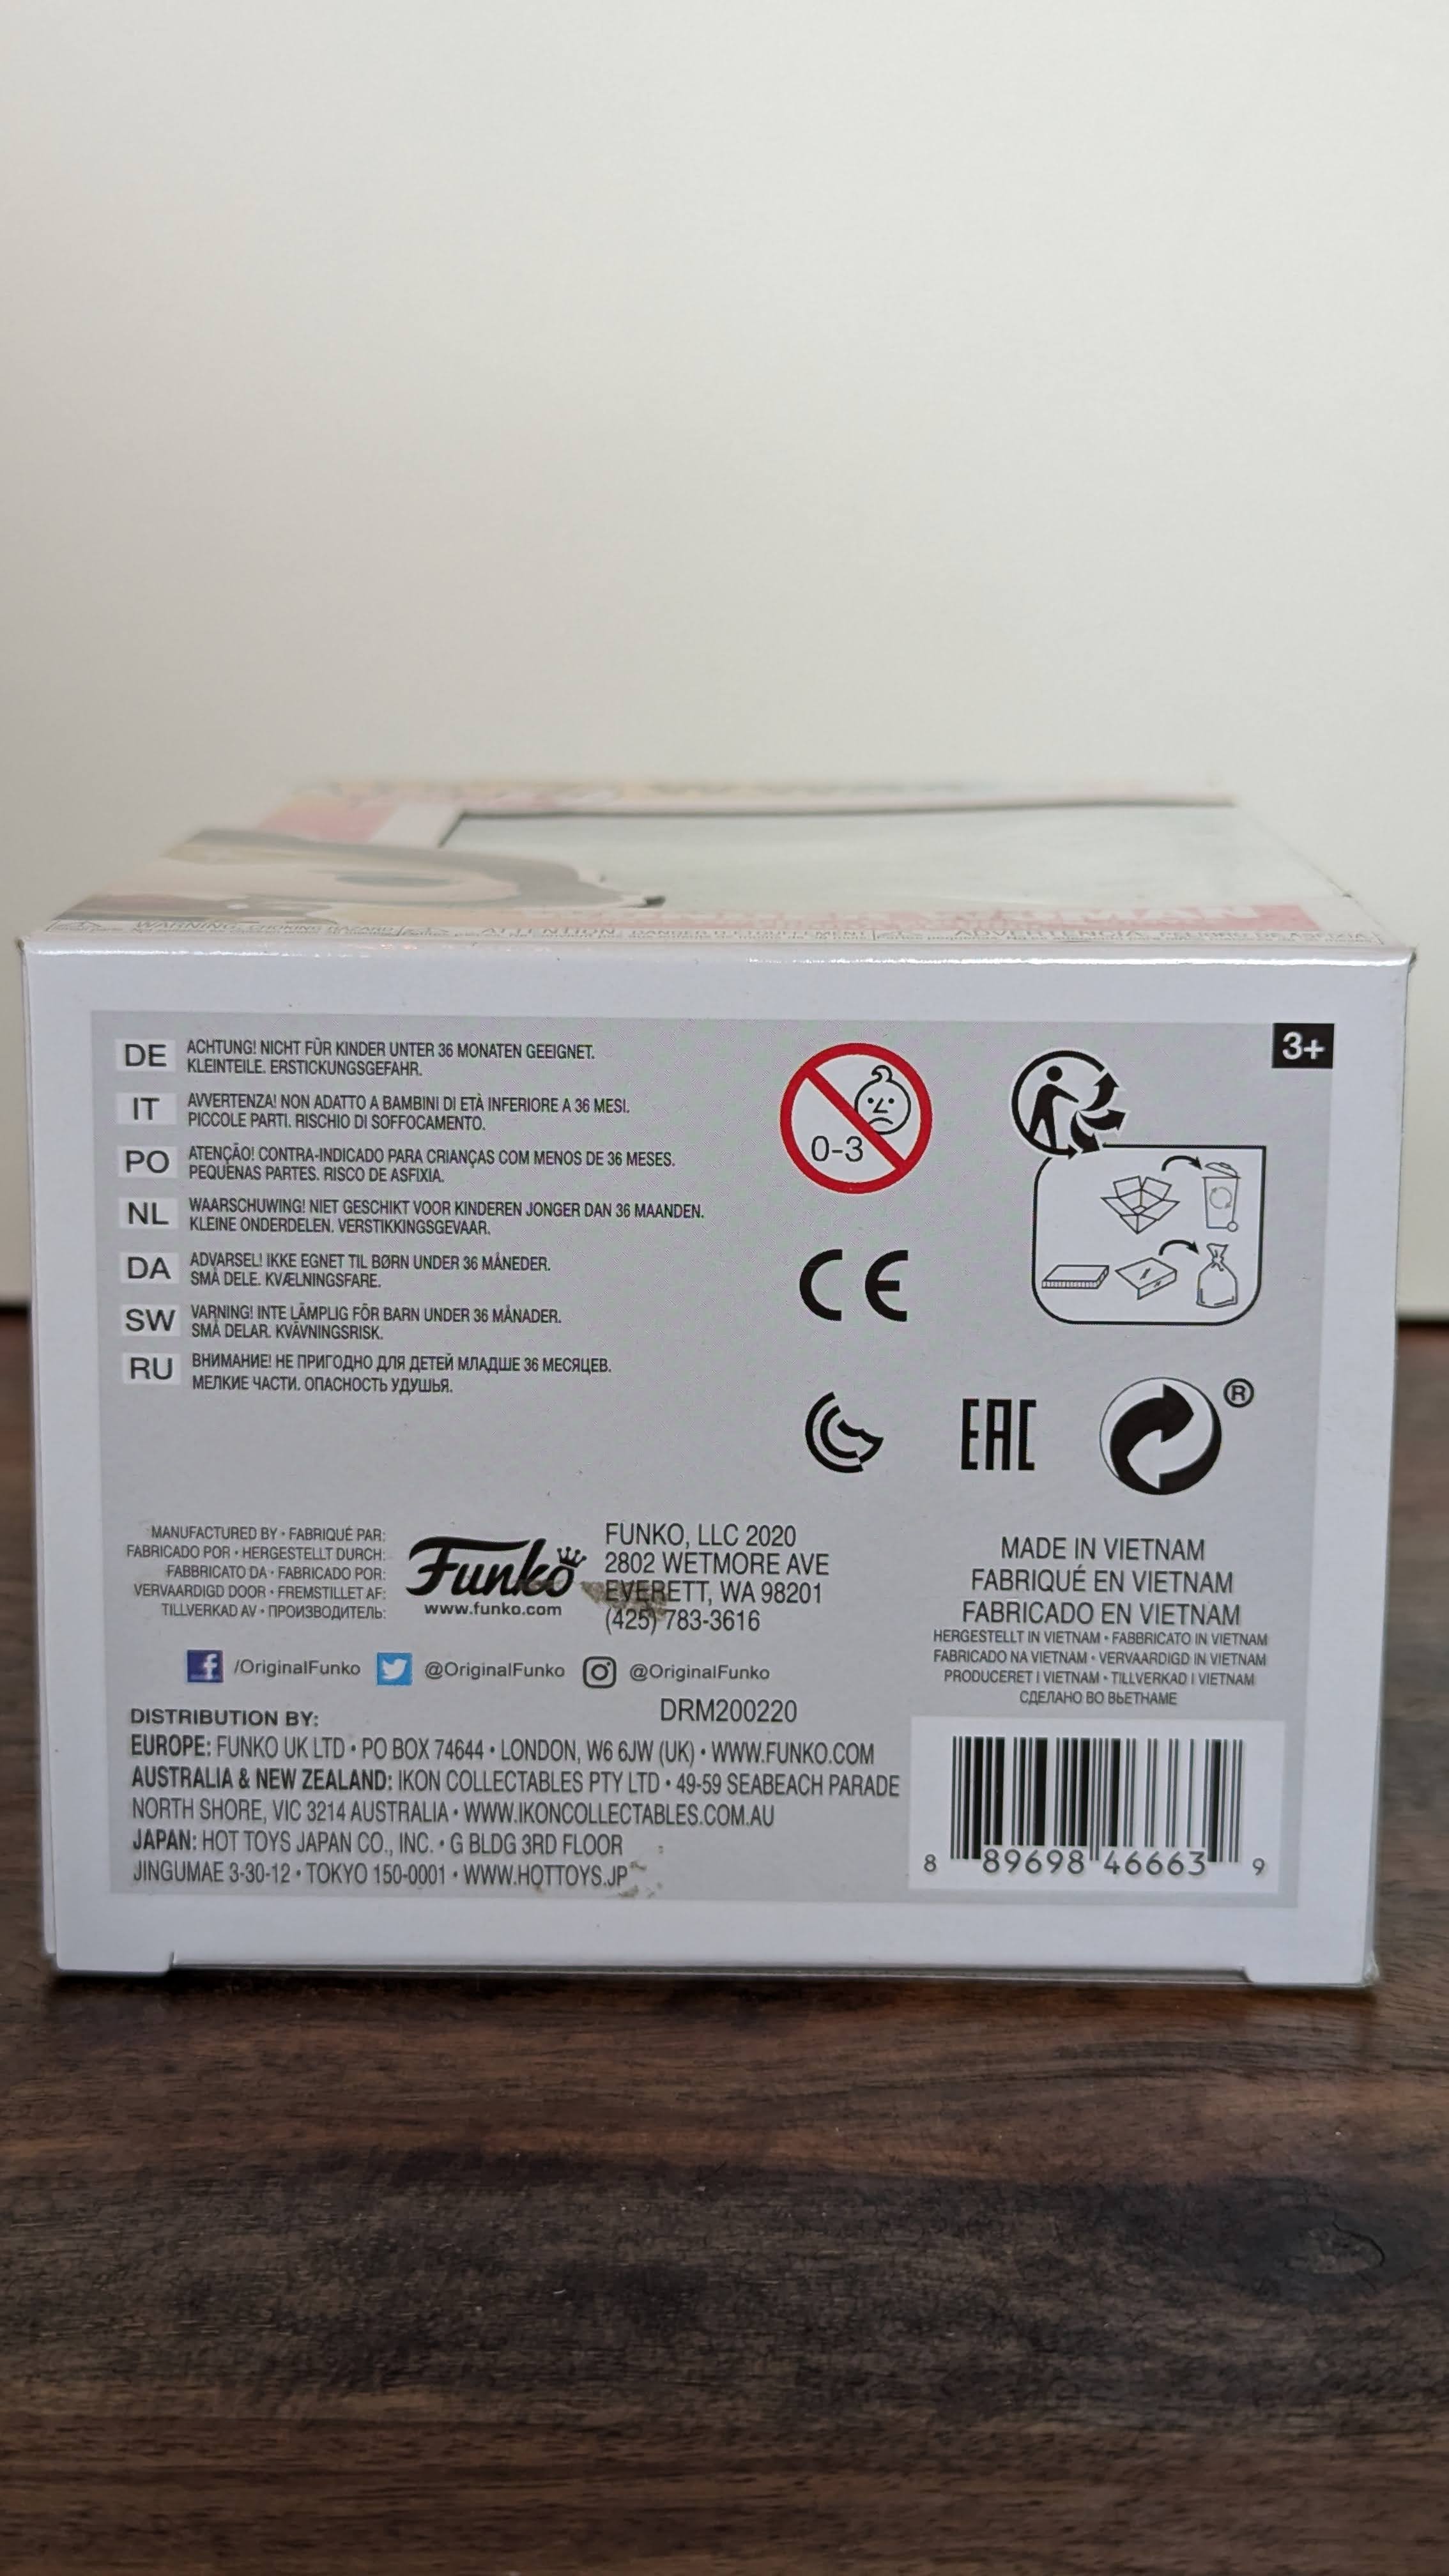 WARNING: CHOKING HAZARD
ATTENTION
ADVERTENCIA
3+
DE ACHTUNG! NICHT FÜR KINDER UNTER 36 MONATEN GEEIGNET.
KLEINTEILE. ERSTICKUNGSGEFAHR.
IT AVVERTENZA! NON ADATTO A BAMBINI DI ETÀ INFERIORE A 36 MESI.
PICCOLE PARTI. RISCHIO DI SOFFOCAMENTO.
PO ATENÇÃO! CONTRA-INDICADO PARA CRIANÇAS COM MENOS DE 36 MESES.
PEQUENAS PARTES. RISCO DE ASFIXIA.
NL WAARSCHUWING! NIET GESCHIKT VOOR KINDEREN JONGER DAN 36 MAANDEN.
KLEINE ONDERDELEN. VERSTIKKINGSGEVAAR.
DA ADVARSEL! IKKE EGNET TIL BØRN UNDER 36 MÅNEDER.
SMÅ DELE. KVÆLNINGSFARE.
SW VARNING! INTE LÄMPLIG FÖR BARN UNDER 36 MÅNADER.
SMÅ DELAR. KVÄVNINGSRISK.
RU ВНИМАНИЕ! НЕ ПРИГОДНО ДЛЯ ДЕТЕЙ МЛАДШЕ 36 МЕСЯЦЕВ.
МЕЛКИЕ ЧАСТИ. ОПАСНОСТЬ УДУШЬЯ.
0-3
CE
EAC
®
MANUFACTURED BY • FABRIQUÉ PAR:
FABRICADO POR • HERGESTELLT DURCH:
FABBRICATO DA • FABRICADO POR:
VERVAARDIGD DOOR • FREMSTILLET AF:
TILLVERKAD AV • ПРОИЗВОДИТЕЛЬ:
Funko
www.funko.com
FUNKO, LLC 2020
2802 WETMORE AVE
EVERETT, WA 98201
(425) 783-3616
/OriginalFunko @OriginalFunko @OriginalFunko
DRM200220
MADE IN VIETNAM
FABRIQUÉ EN VIETNAM
FABRICADO EN VIETNAM
HERGESTELLT IN VIETNAM • FABBRICATO IN VIETNAM
FABRICADO NA VIETNAM • VERVAARDIGD IN VIETNAM
PRODUCERET I VIETNAM • TILLVERKAD I VIETNAM
СДЕЛАНО ВО ВЬЕТНАМЕ
DISTRIBUTION BY:
EUROPE: FUNKO UK LTD • PO BOX 74644 • LONDON, W6 6JW (UK) • WWW.FUNKO.COM
AUSTRALIA & NEW ZEALAND: IKON COLLECTABLES PTY LTD • 49-59 SEABEACH PARADE
NORTH SHORE, VIC 3214 AUSTRALIA • WWW.IKONCOLLECTABLES.COM.AU
JAPAN: HOT TOYS JAPAN CO., INC. • G BLDG 3RD FLOOR
JINGUMAE 3-30-12 • TOKYO 150-0001 • WWW.HOTTOYS.JP
8 89698 46663 9